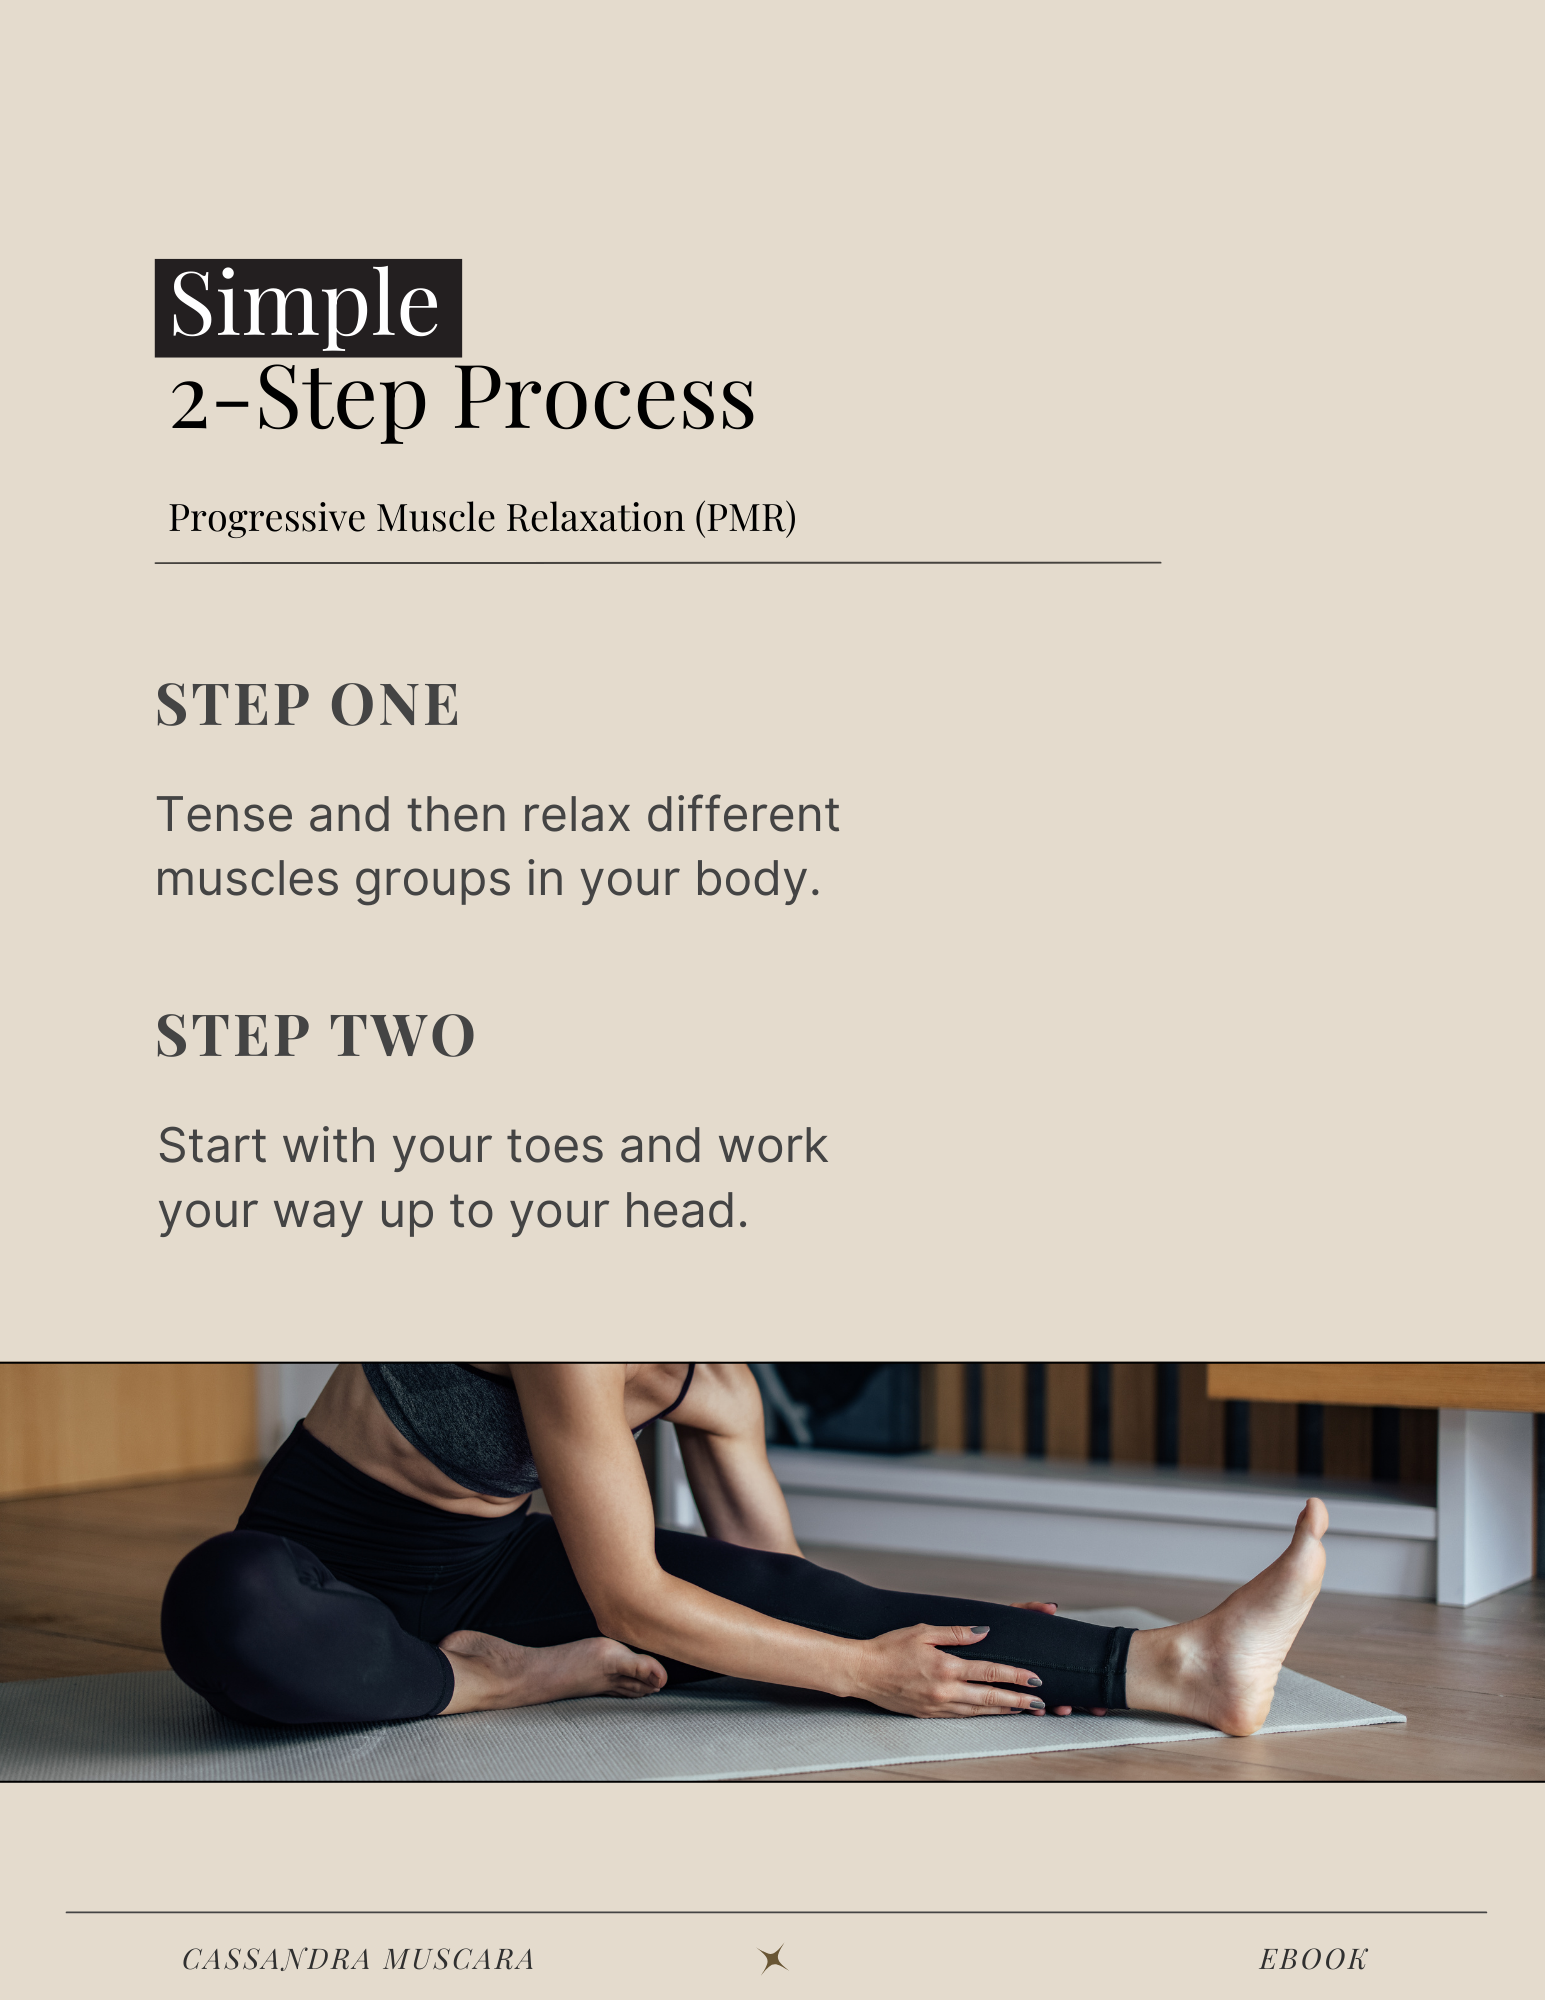 Simple
2-Step Process
Progressive Muscle Relaxation (PMR)
STEP ONE
Tense and then relax different
muscles groups in your body.
STEP TWO
Start with your toes and work
your way up to your head.
CASSANDRA MUSCARA
EBOOK